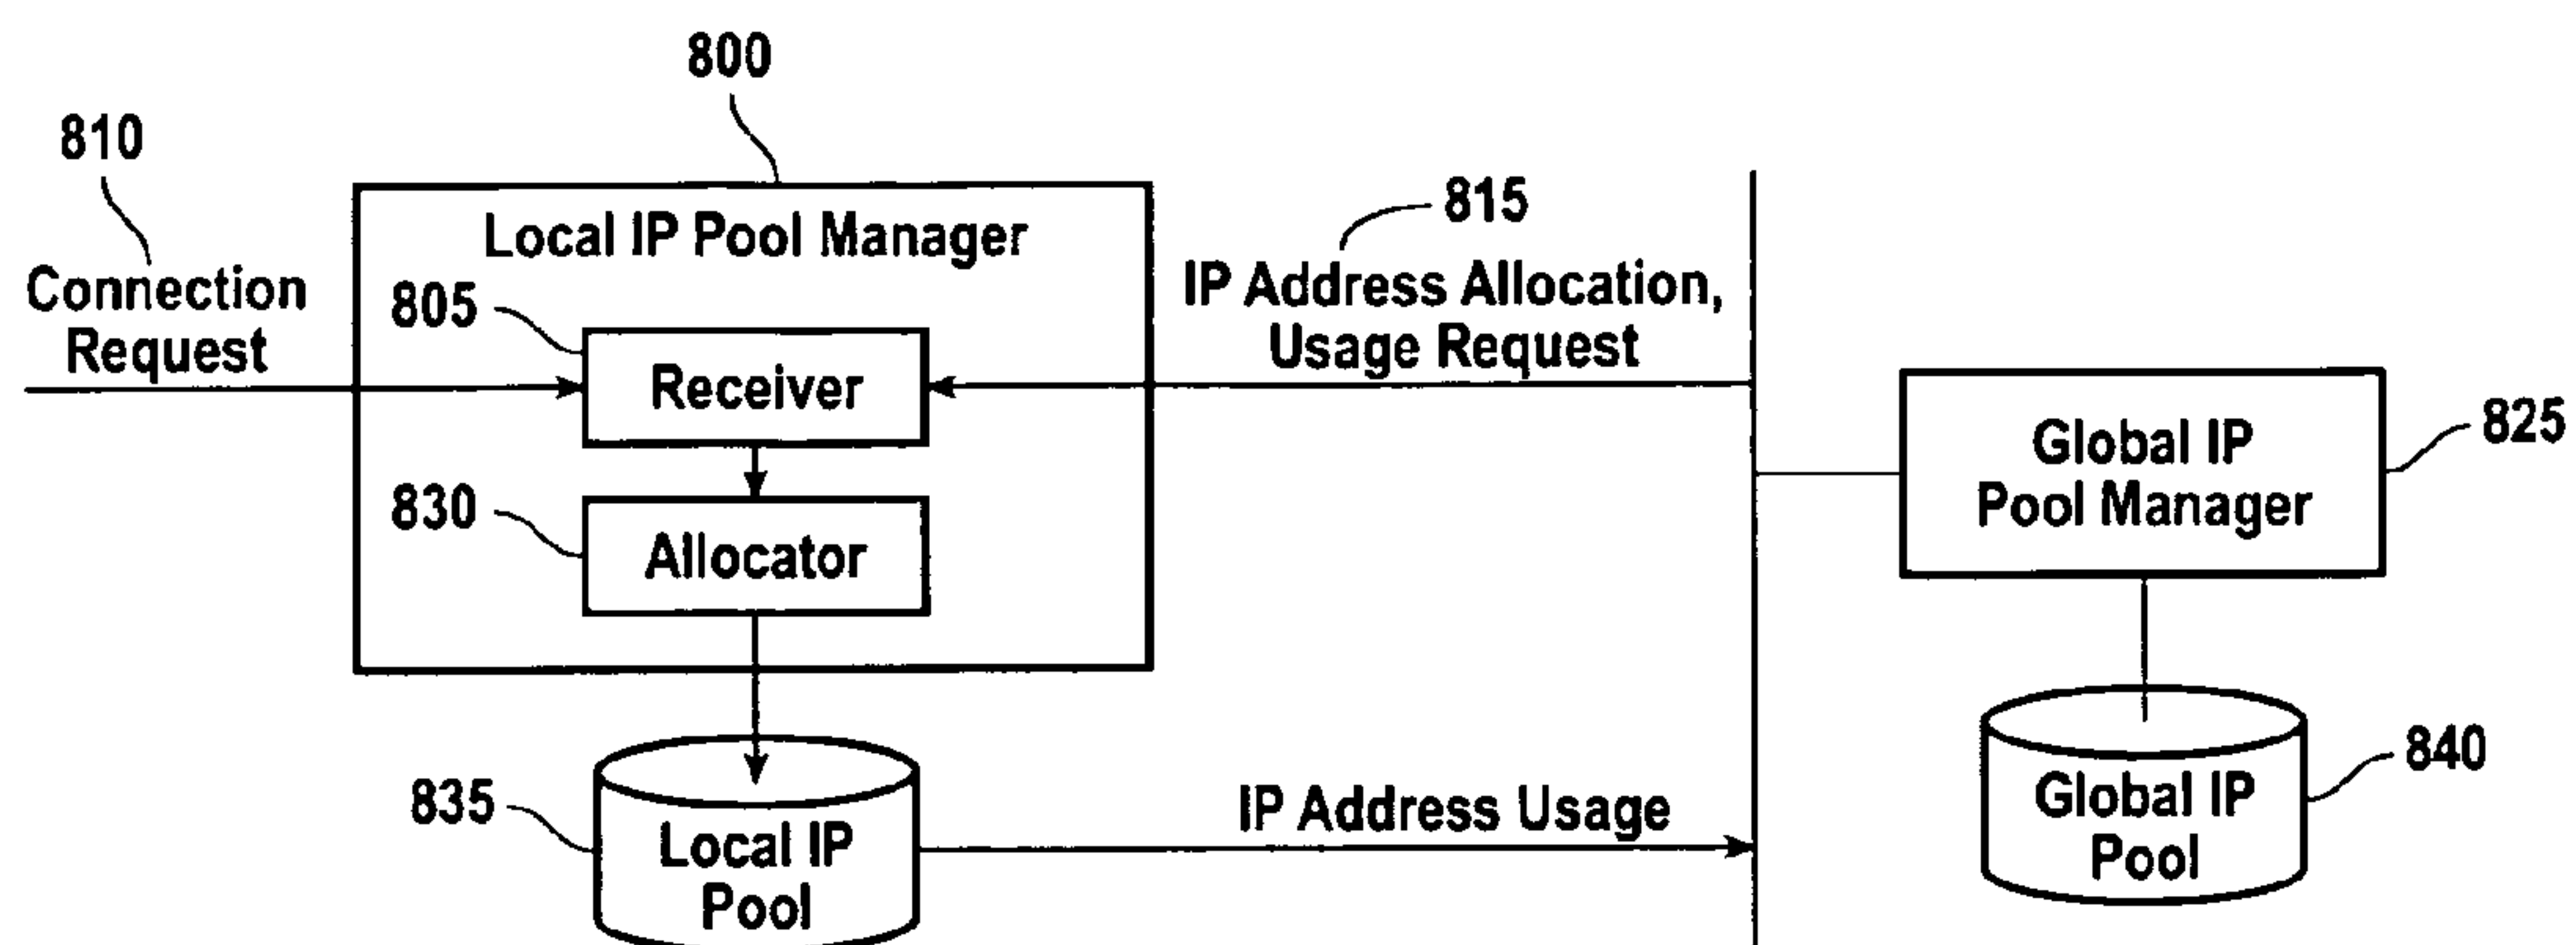 800
810
Local IP Pool Manager
815
Connection
Request
805
IP Address Allocation,
Usage Request
Receiver
Global IP
Pool Manager
825
830
Allocator
835
Local IP
Pool
IP Address Usage
Global IP
Pool
840